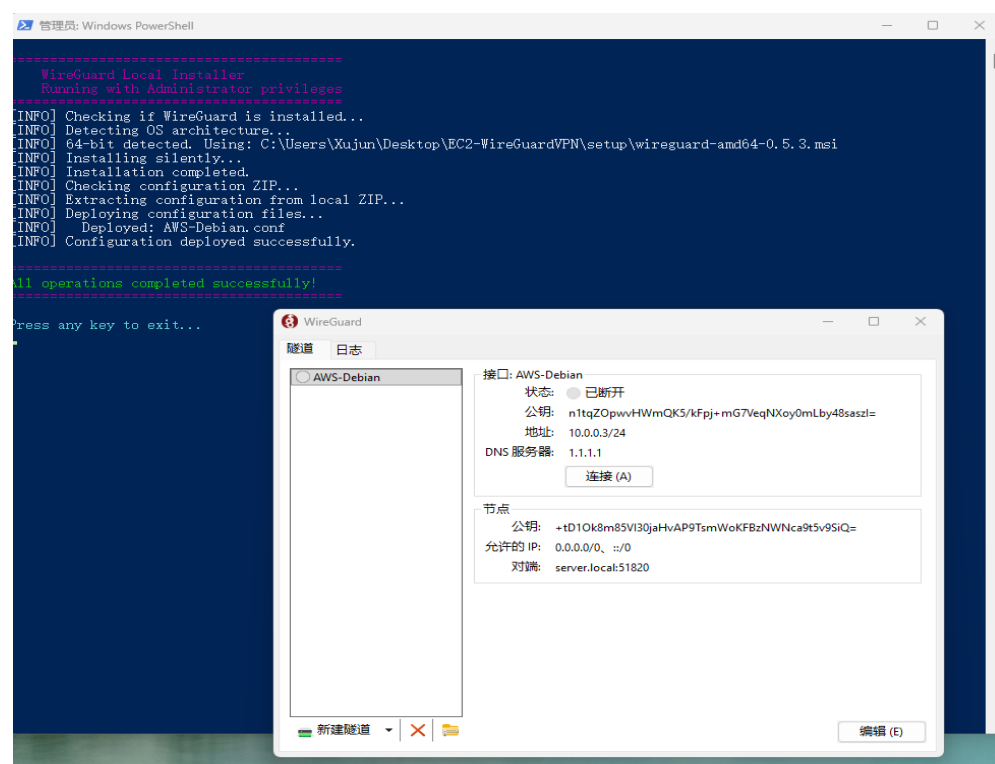 管理员: Windows PowerShell
========================================
WireGuard Local Installer
Running with Administrator privileges
========================================
[INFO] Checking if WireGuard is installed...
[INFO] Detecting OS architecture...
[INFO] 64-bit detected. Using: C:\Users\Xujun\Desktop\EC2-WireGuardVPN\setup\wireguard-amd64-0.5.3.msi
[INFO] Installing silently...
[INFO] Installation completed.
[INFO] Checking configuration ZIP...
[INFO] Extracting configuration from local ZIP...
[INFO] Deploying configuration files...
[INFO]   Deployed: AWS-Debian.conf
[INFO] Configuration deployed successfully.
========================================
All operations completed successfully!
========================================
Press any key to exit...
WireGuard
隧道 日志
AWS-Debian
接口: AWS-Debian
状态: 已断开
公钥: n1tqZOpwvHWmQK5/kFpj+mG7VeqNXoy0mLby48saszI=
地址: 10.0.0.3/24
DNS 服务器: 1.1.1.1
连接 (A)
节点
公钥: +tD1Ok8m85VI30jaHvAP9TsmWoKFBzNWNca9t5v9SiQ=
允许的 IP: 0.0.0.0/0、::/0
对端: server.local:51820
新建隧道
编辑 (E)